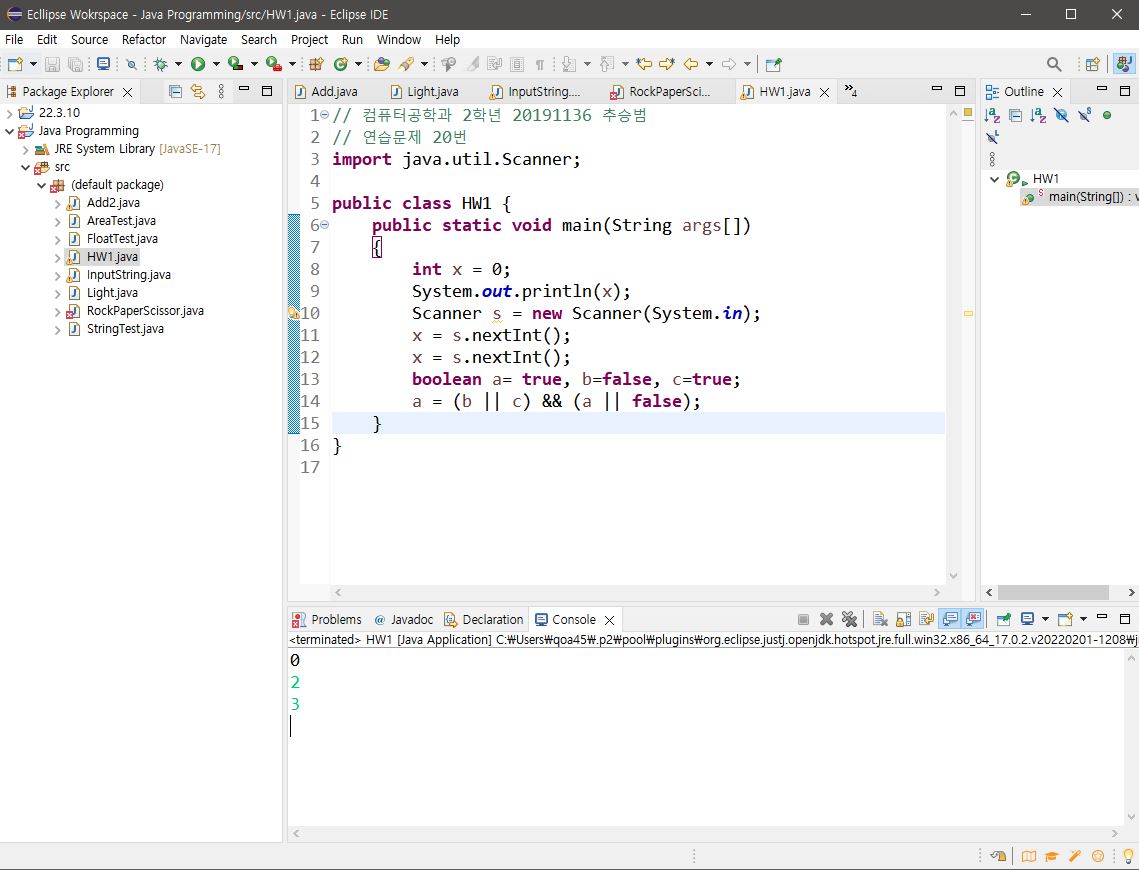 Ecllipse Wokrspace - Java Programming/src/HW1.java - Eclipse IDE
File Edit Source Refactor Navigate Search Project Run Window Help
Package Explorer
22.3.10
Java Programming
JRE System Library [JavaSE-17]
src
(default package)
Add2.java
AreaTest.java
FloatTest.java
HW1.java
InputString.java
Light.java
RockPaperScissor.java
StringTest.java
Add.java Light.java InputString.... RockPaperSci... HW1.java »4
1 // 컴퓨터공학과 2학년 20191136 추승범
2 // 연습문제 20번
3 import java.util.Scanner;
4
5 public class HW1 {
6 public static void main(String args[])
7 {
8 int x = 0;
9 System.out.println(x);
10 Scanner s = new Scanner(System.in);
11 x = s.nextInt();
12 x = s.nextInt();
13 boolean a= true, b=false, c=true;
14 a = (b || c) && (a || false);
15 }
16 }
17
Outline
HW1
main(String[]) : v
Problems Javadoc Declaration Console
<terminated> HW1 [Java Application] C:₩Users₩qoa45₩.p2₩pool₩plugins₩org.eclipse.justj.openjdk.hotspot.jre.full.win32.x86_64_17.0.2.v20220201-1208₩j
0
2
3